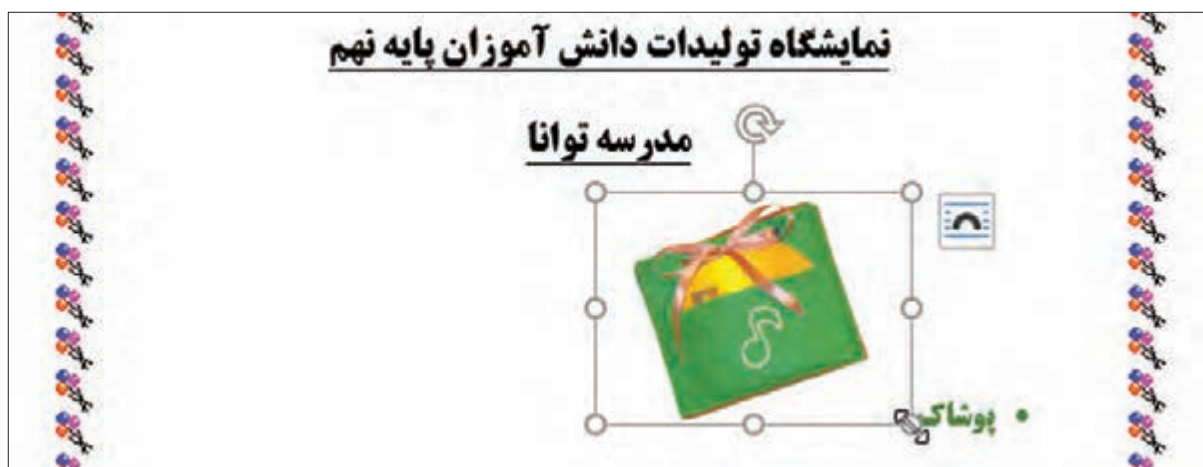 نمایشگاه تولیدات دانش آموزان پایه نهم
مدرسه توانا
• پوشاک